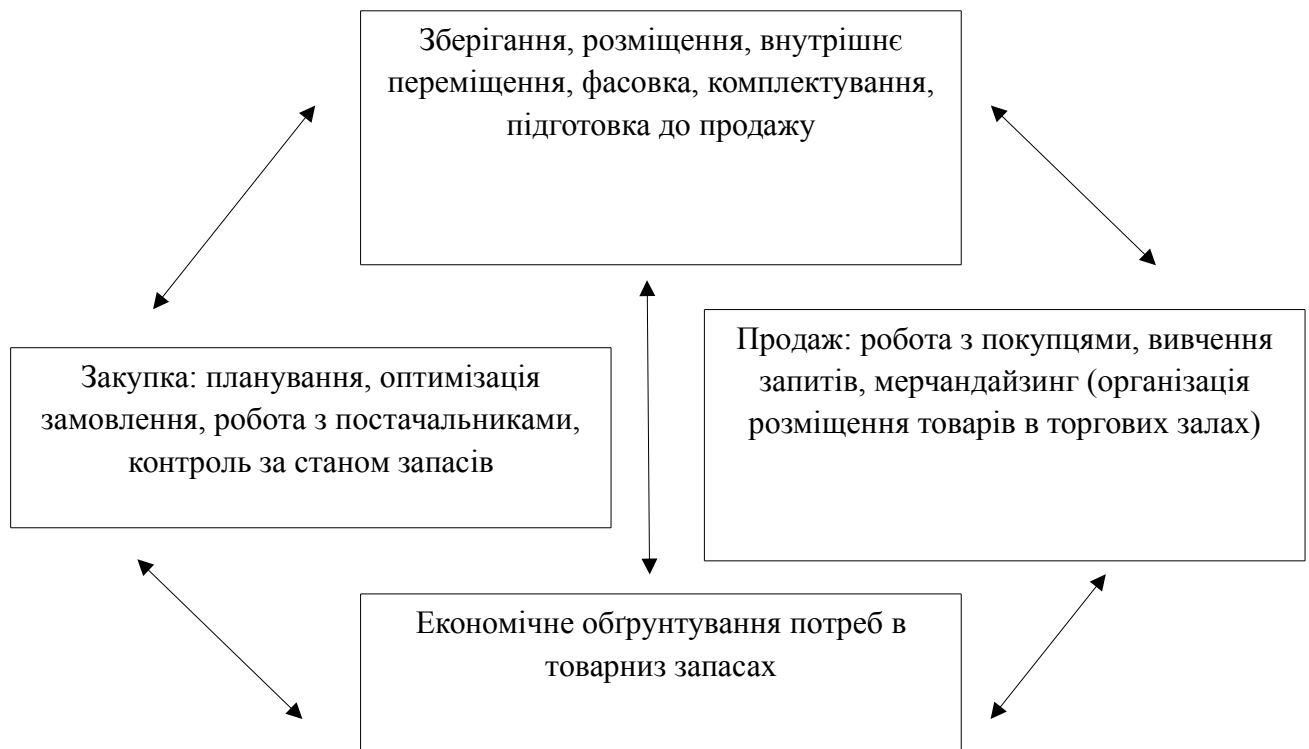 Зберігання, розміщення, внутрішнє
переміщення, фасовка, комплектування,
підготовка до продажу
Закупка: планування, оптимізація
замовлення, робота з постачальниками,
контроль за станом запасів
Продаж: робота з покупцями, вивчення
запитів, мерчандайзинг (організація
розміщення товарів в торгових залах)
Економічне обґрунтування потреб в
товарниз запасах